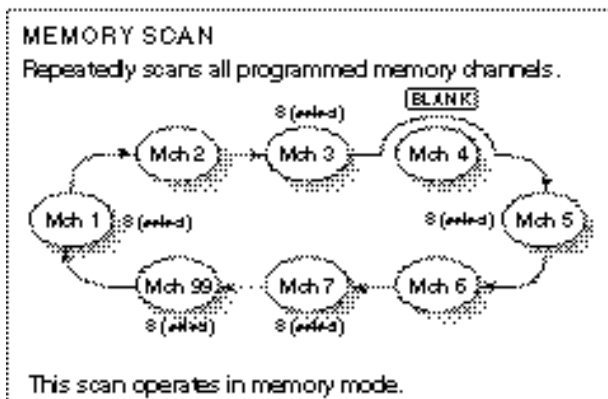 MEMORY SCAN
Repeatedly scans all programmed memory channels.
BLANK
S (select)
Mch 2
Mch 3
Mch 4
Mch 1
S (select)
S (select)
Mch 5
Mch 99
Mch 7
Mch 6
S (select)
S (select)
This scan operates in memory mode.